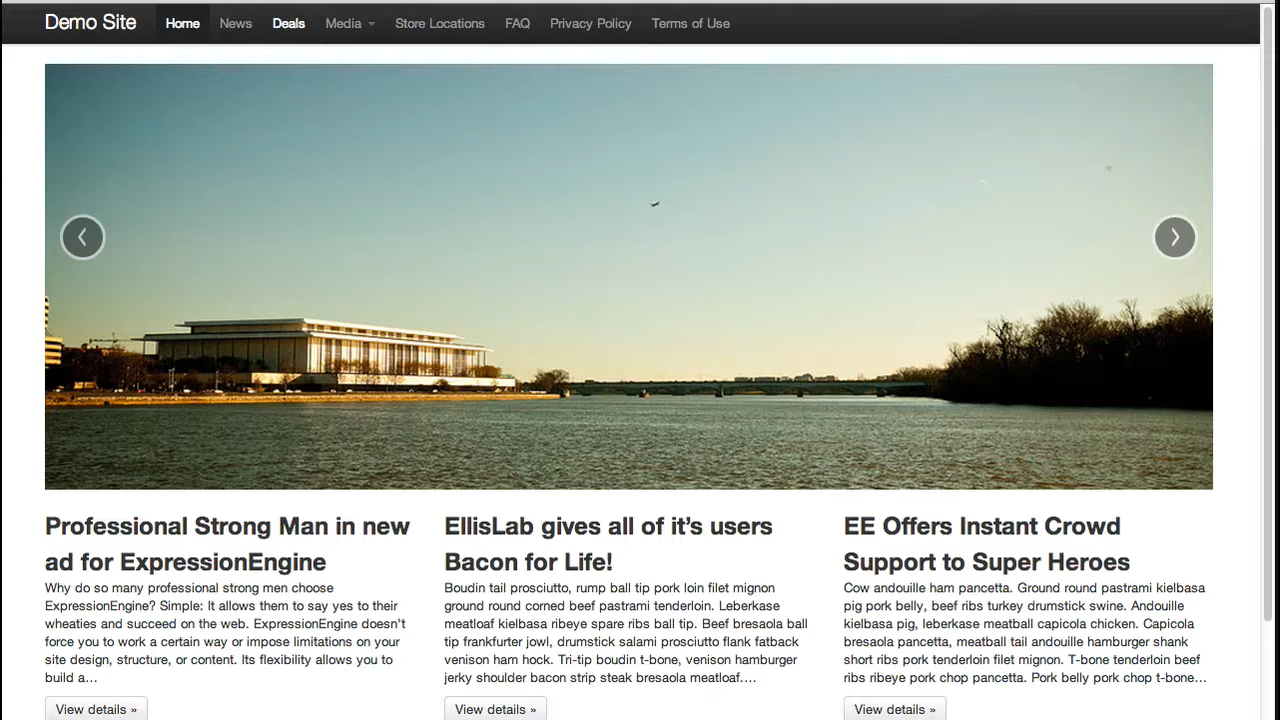 Demo Site Home News Deals Media Store Locations FAQ Privacy Policy Terms of Use
Professional Strong Man in new
ad for ExpressionEngine
Why do so many professional strong men choose
ExpressionEngine? Simple: It allows them to say yes to their
wheaties and succeed on the web. ExpressionEngine doesn’t
force you to work a certain way or impose limitations on your
site design, structure, or content. Its flexibility allows you to
build a…
View details »
EllisLab gives all of it’s users
Bacon for Life!
Boudin tail prosciutto, rump ball tip pork loin filet mignon
ground round corned beef pastrami tenderloin. Leberkase
meatloaf kielbasa ribeye spare ribs ball tip. Beef bresaola ball
tip frankfurter jowl, drumstick salami prosciutto flank fatback
venison ham hock. Tri-tip boudin t-bone, venison hamburger
jerky shoulder bacon strip steak bresaola meatloaf.…
View details »
EE Offers Instant Crowd
Support to Super Heroes
Cow andouille ham pancetta. Ground round pastrami kielbasa
pig pork belly, beef ribs turkey drumstick swine. Andouille
kielbasa pig, leberkase meatball capicola chicken. Capicola
bresaola pancetta, meatball tail andouille hamburger shank
short ribs pork tenderloin filet mignon. T-bone tenderloin beef
ribs ribeye pork chop pancetta. Pork belly pork chop t-bone…
View details »